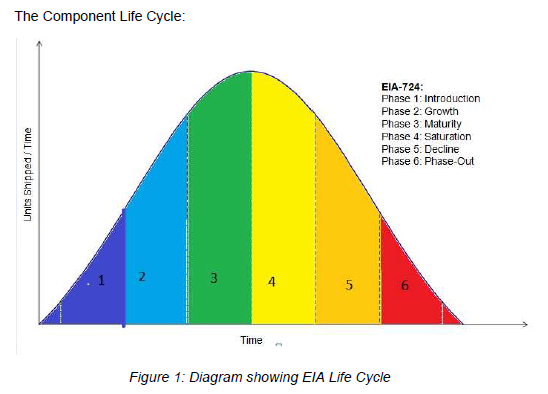 The Component Life Cycle:
EIA-724:
Phase 1: Introduction
Phase 2: Growth
Phase 3: Maturity
Phase 4: Saturation
Phase 5: Decline
Phase 6: Phase-Out
Units Shipped / Time
1
2
3
4
5
6
Time
Figure 1: Diagram showing EIA Life Cycle